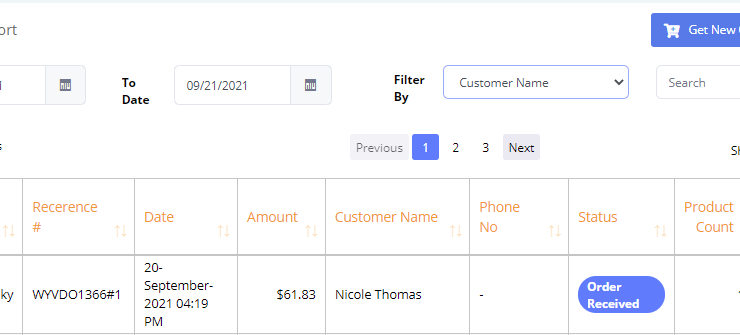 ort
Get New
To
Date
09/21/2021
Filter
By
Customer Name
Search
s
Previous 1 2 3 Next
Sh
Recerence
#
Date
Amount
Customer Name
Phone
No
Status
Product
Count
ky
WYVDO1366#1
20-
September-
2021 04:19
PM
$61.83
Nicole Thomas
-
Order
Received